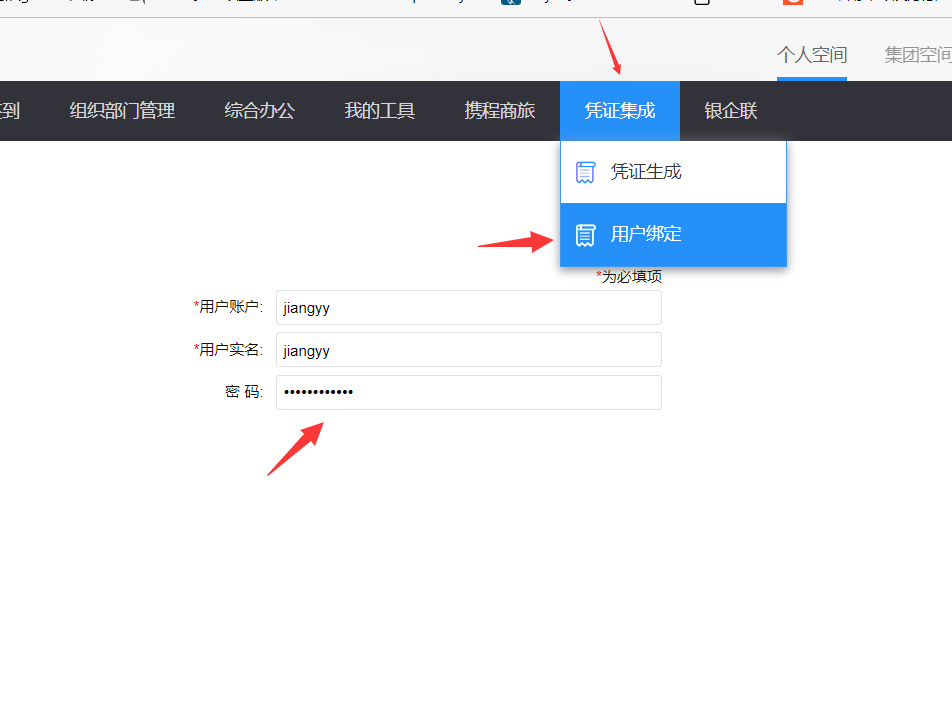 个人空间 集团空间
到 组织部门管理 综合办公 我的工具 携程商旅 凭证集成 银企联
凭证生成
用户绑定
*为必填项
*用户账户: jiangyy
*用户实名: jiangyy
密 码: ••••••••••••